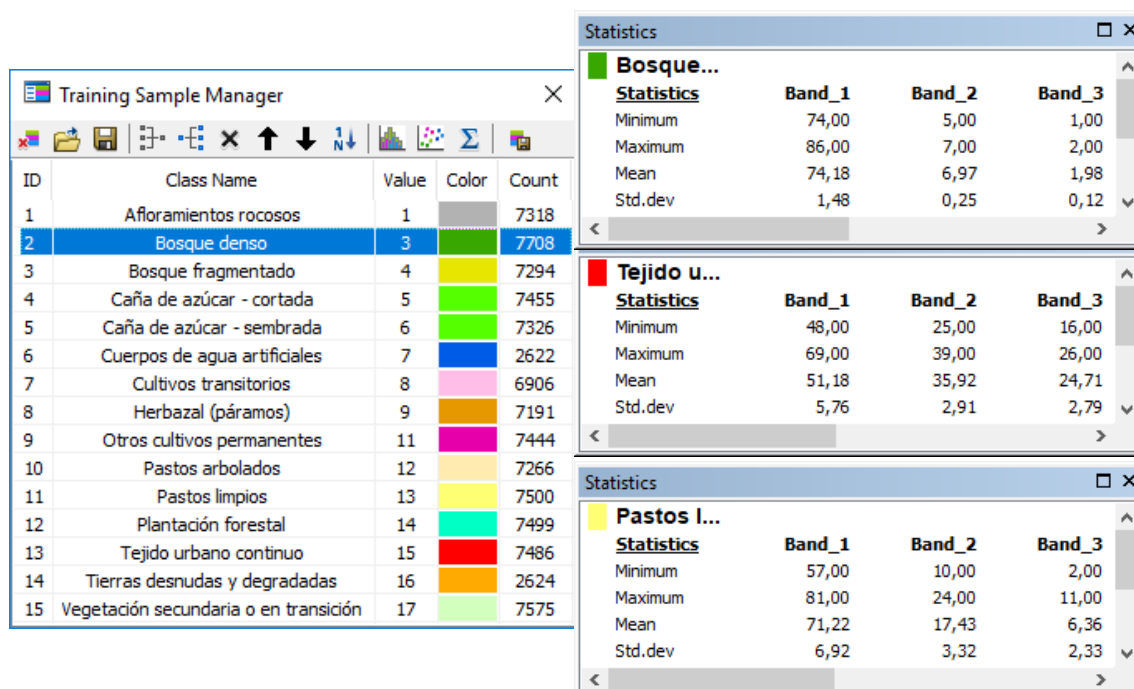 Training Sample Manager
ID Class Name Value Color Count
1 Afloramientos rocosos 1 7318
2 Bosque denso 3 7708
3 Bosque fragmentado 4 7294
4 Caña de azúcar - cortada 5 7455
5 Caña de azúcar - sembrada 6 7326
6 Cuerpos de agua artificiales 7 2622
7 Cultivos transitorios 8 6906
8 Herbazal (páramos) 9 7191
9 Otros cultivos permanentes 11 7444
10 Pastos arbolados 12 7266
11 Pastos limpios 13 7500
12 Plantación forestal 14 7499
13 Tejido urbano continuo 15 7486
14 Tierras desnudas y degradadas 16 2624
15 Vegetación secundaria o en transición 17 7575
Statistics
Bosque...
Statistics Band_1 Band_2 Band_3
Minimum 74,00 5,00 1,00
Maximum 86,00 7,00 2,00
Mean 74,18 6,97 1,98
Std.dev 1,48 0,25 0,12
Tejido u...
Statistics Band_1 Band_2 Band_3
Minimum 48,00 25,00 16,00
Maximum 69,00 39,00 26,00
Mean 51,18 35,92 24,71
Std.dev 5,76 2,91 2,79
Statistics
Pastos l...
Statistics Band_1 Band_2 Band_3
Minimum 57,00 10,00 2,00
Maximum 81,00 24,00 11,00
Mean 71,22 17,43 6,36
Std.dev 6,92 3,32 2,33